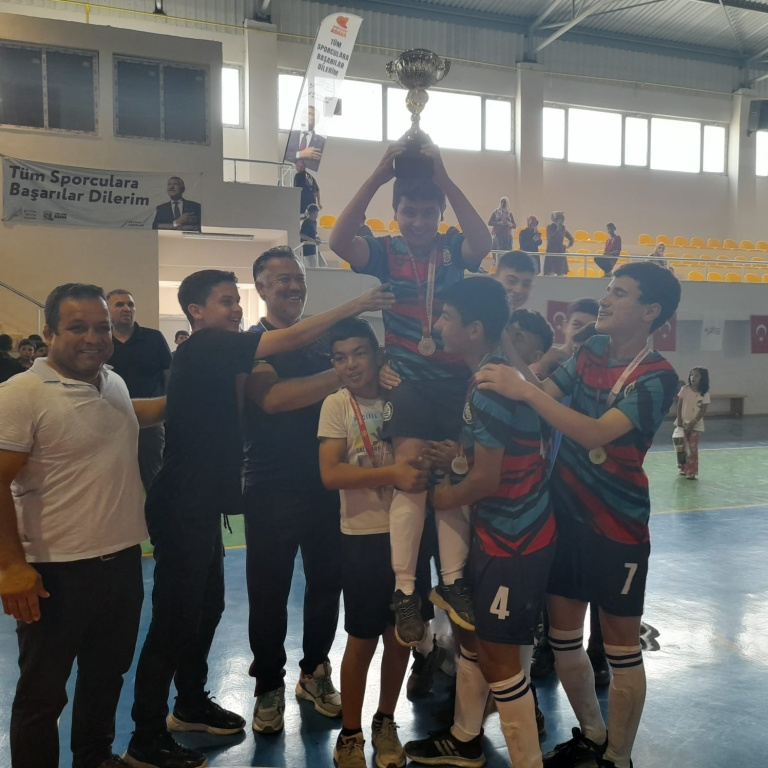 TÜM
SPORCULARA
BAŞARILAR
DİLERİM
Tüm Sporculara
Başarılar Dilerim
4
7